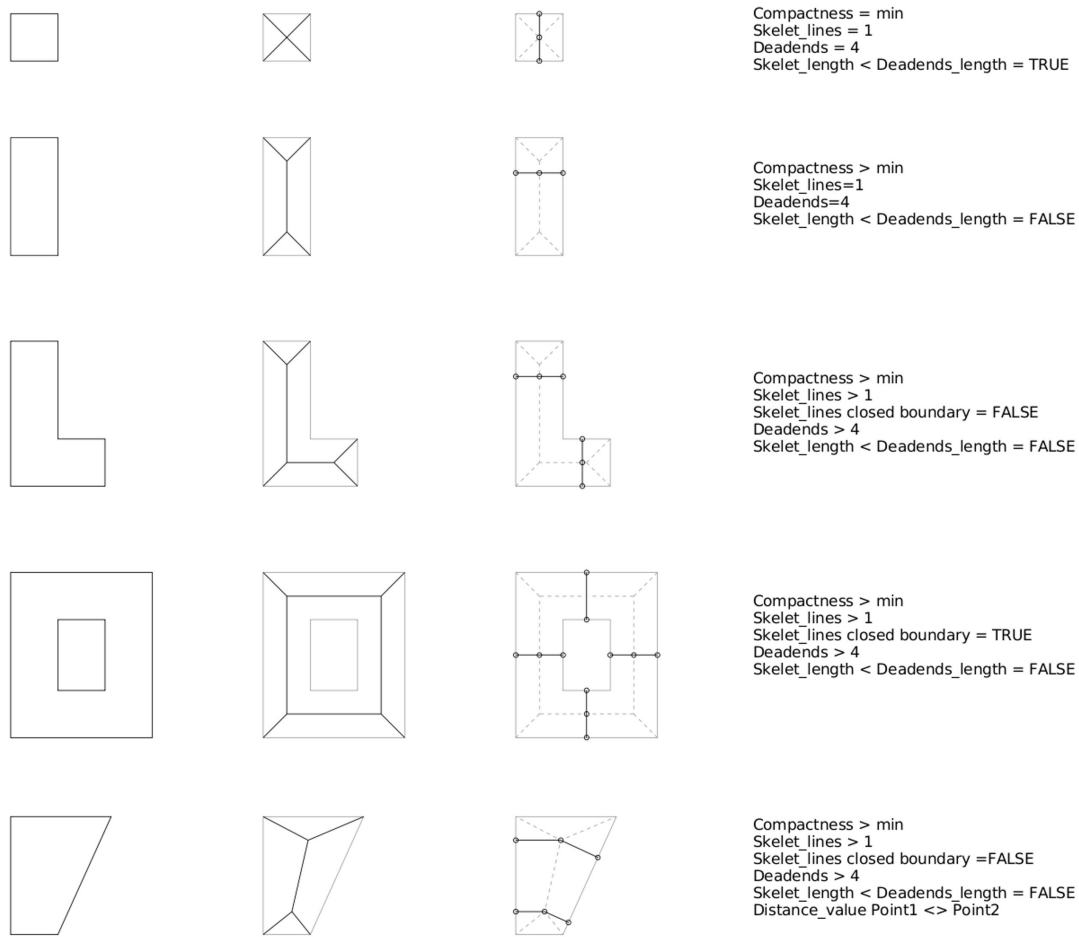 Compactness = min
Skelet_lines = 1
Deadends = 4
Skelet_length < Deadends_length = TRUE
Compactness > min
Skelet_lines=1
Deadends=4
Skelet_length < Deadends_length = FALSE
Compactness > min
Skelet_lines > 1
Skelet_lines closed boundary = FALSE
Deadends > 4
Skelet_length < Deadends_length = FALSE
Compactness > min
Skelet_lines > 1
Skelet_lines closed boundary = TRUE
Deadends > 4
Skelet_length < Deadends_length = FALSE
Compactness > min
Skelet_lines > 1
Skelet_lines closed boundary =FALSE
Deadends > 4
Skelet_length < Deadends_length = FALSE
Distance_value Point1 <> Point2